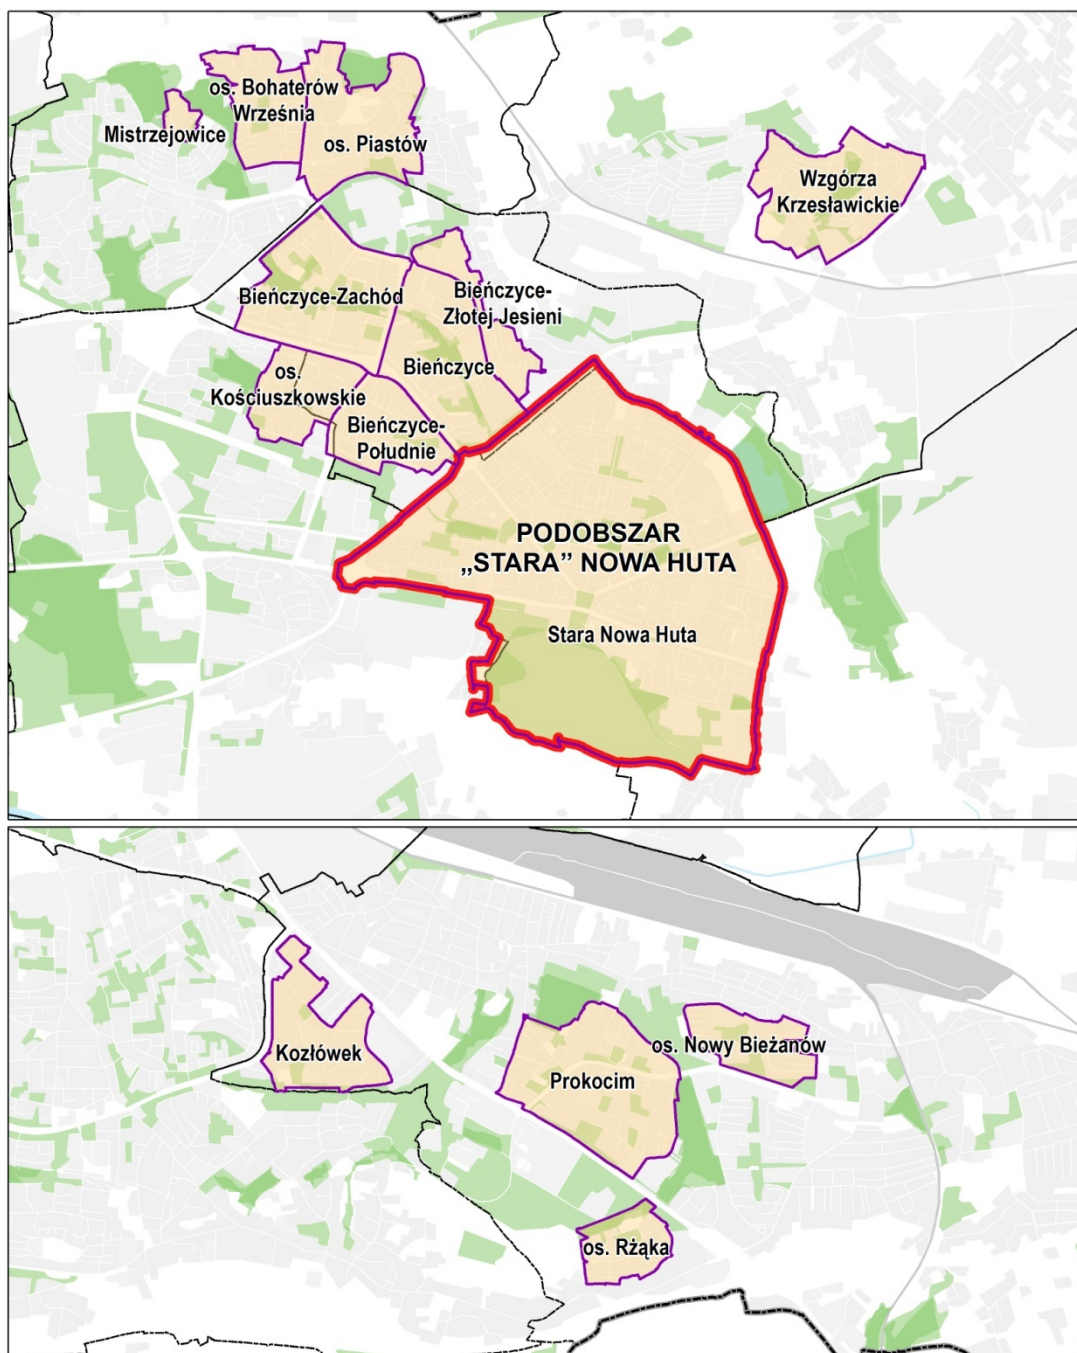 os. Bohaterów
Września
Mistrzejowice
os. Piastów
Wzgórza
Krzesławickie
Bieńczyce-Zachód
Bieńczyce-
Złotej Jesieni
os.
Kościuszkowskie
Bieńczyce
Bieńczyce-
Południe
PODOBSZAR
„STARA” NOWA HUTA
Stara Nowa Huta
Kozłówek
Prokocim
os. Nowy Bieżanów
os. Rżąka